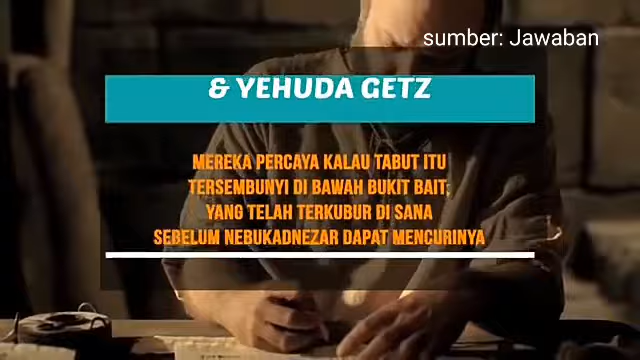 sumber: Jawaban
& YEHUDA GETZ
MEREKA PERCAYA KALAU TABUT ITU
TERSEMBUNYI DI BAWAH BUKIT BAIT,
YANG TELAH TERKUBUR DI SANA
SEBELUM NEBUKADNEZAR DAPAT MENCURINYA